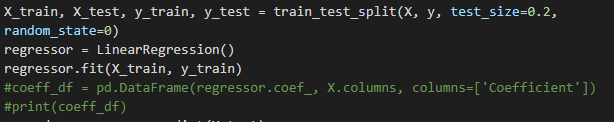 X_train, X_test, y_train, y_test = train_test_split(X, y, test_size=0.2,
random_state=0)
regressor = LinearRegression()
regressor.fit(X_train, y_train)
#coeff_df = pd.DataFrame(regressor.coef_, X.columns, columns=['Coefficient'])
#print(coeff_df)